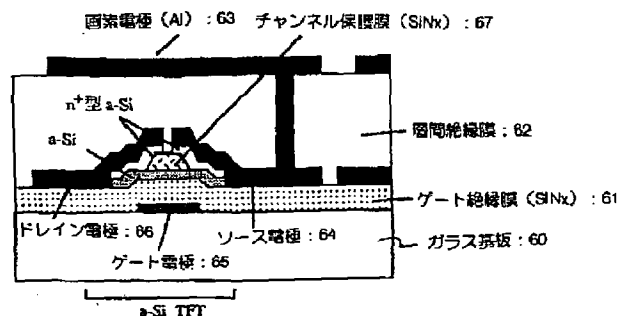 画素電極(Al):63
チャンネル保護膜(SiNx):67
n⁺型 a-Si
a-Si
層間絶縁膜:62
ゲート絶縁膜(SiNx):61
ドレイン電極:66
ソース電極:64
ガラス基板:60
ゲート電極:65
a-Si TFT